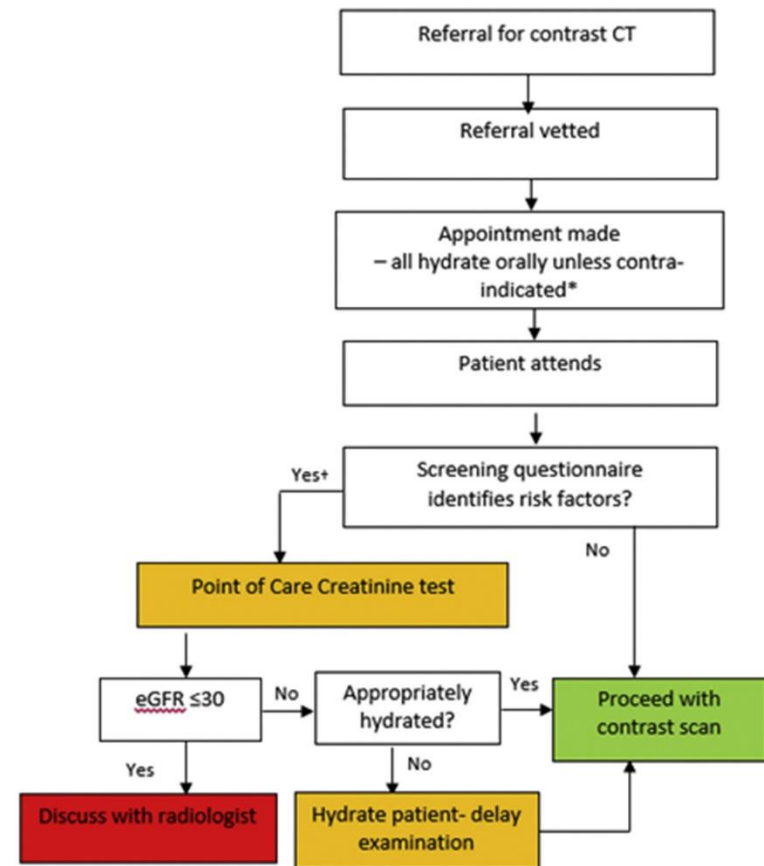 Referral for contrast CT
Referral vetted
Appointment made
– all hydrate orally unless contra-
indicated*
Patient attends
Screening questionnaire
identifies risk factors?
Yes+
No
Point of Care Creatinine test
eGFR ≤30
No
Appropriately
hydrated?
Yes
Proceed with
contrast scan
Yes
No
Discuss with radiologist
Hydrate patient- delay
examination